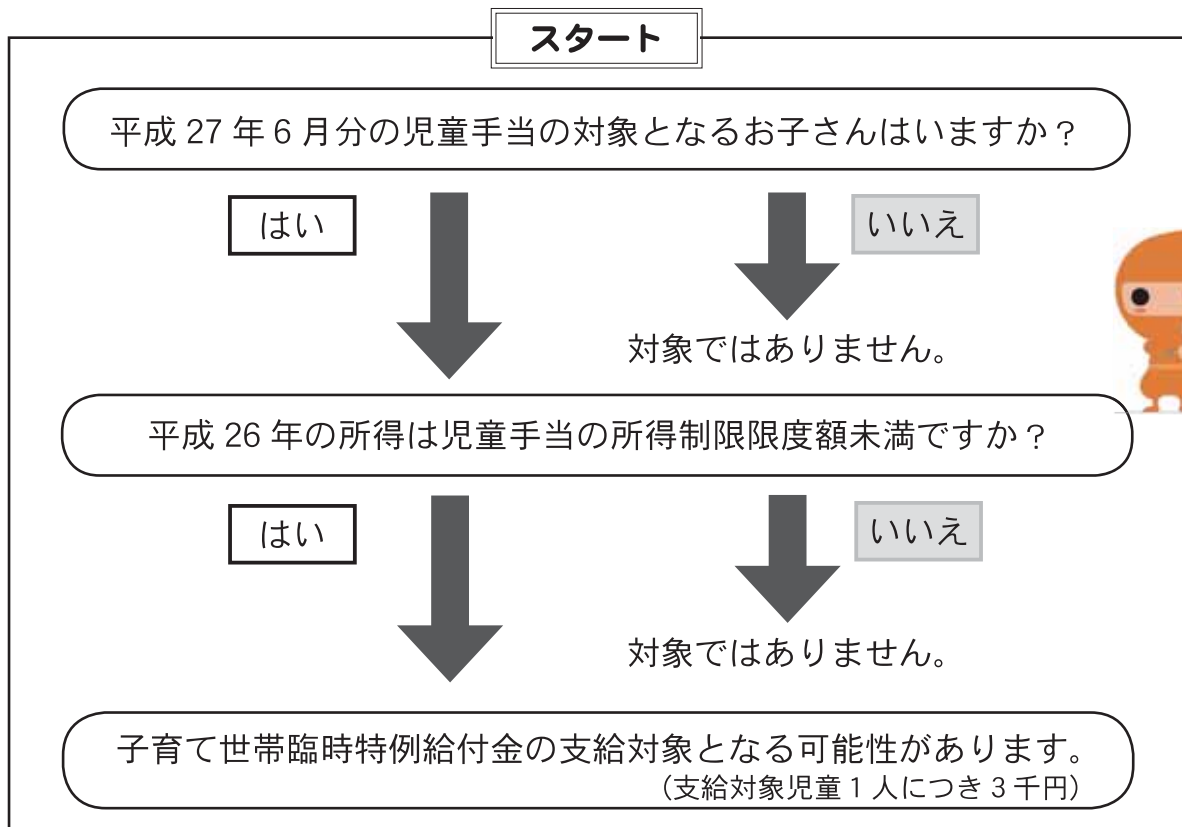 スタート
平成 27 年 6 月分の児童手当の対象となるお子さんはいますか？
はい
いいえ
対象ではありません。
平成 26 年の所得は児童手当の所得制限限度額未満ですか？
はい
いいえ
対象ではありません。
子育て世帯臨時特例給付金の支給対象となる可能性があります。
（支給対象児童 1 人につき 3 千円）